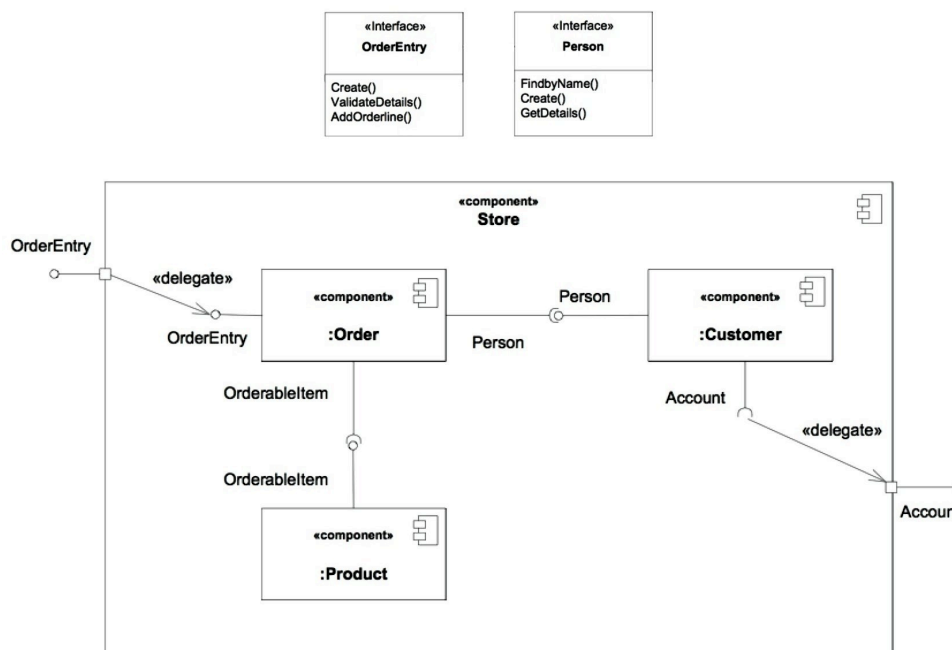 «Interface»
OrderEntry
Create()
ValidateDetails()
AddOrderline()
«Interface»
Person
FindbyName()
Create()
GetDetails()
«component»
Store
OrderEntry
«delegate»
OrderEntry
«component»
:Order
Person
Person
«component»
:Customer
OrderableItem
Account
«delegate»
OrderableItem
Accoun
«component»
:Product